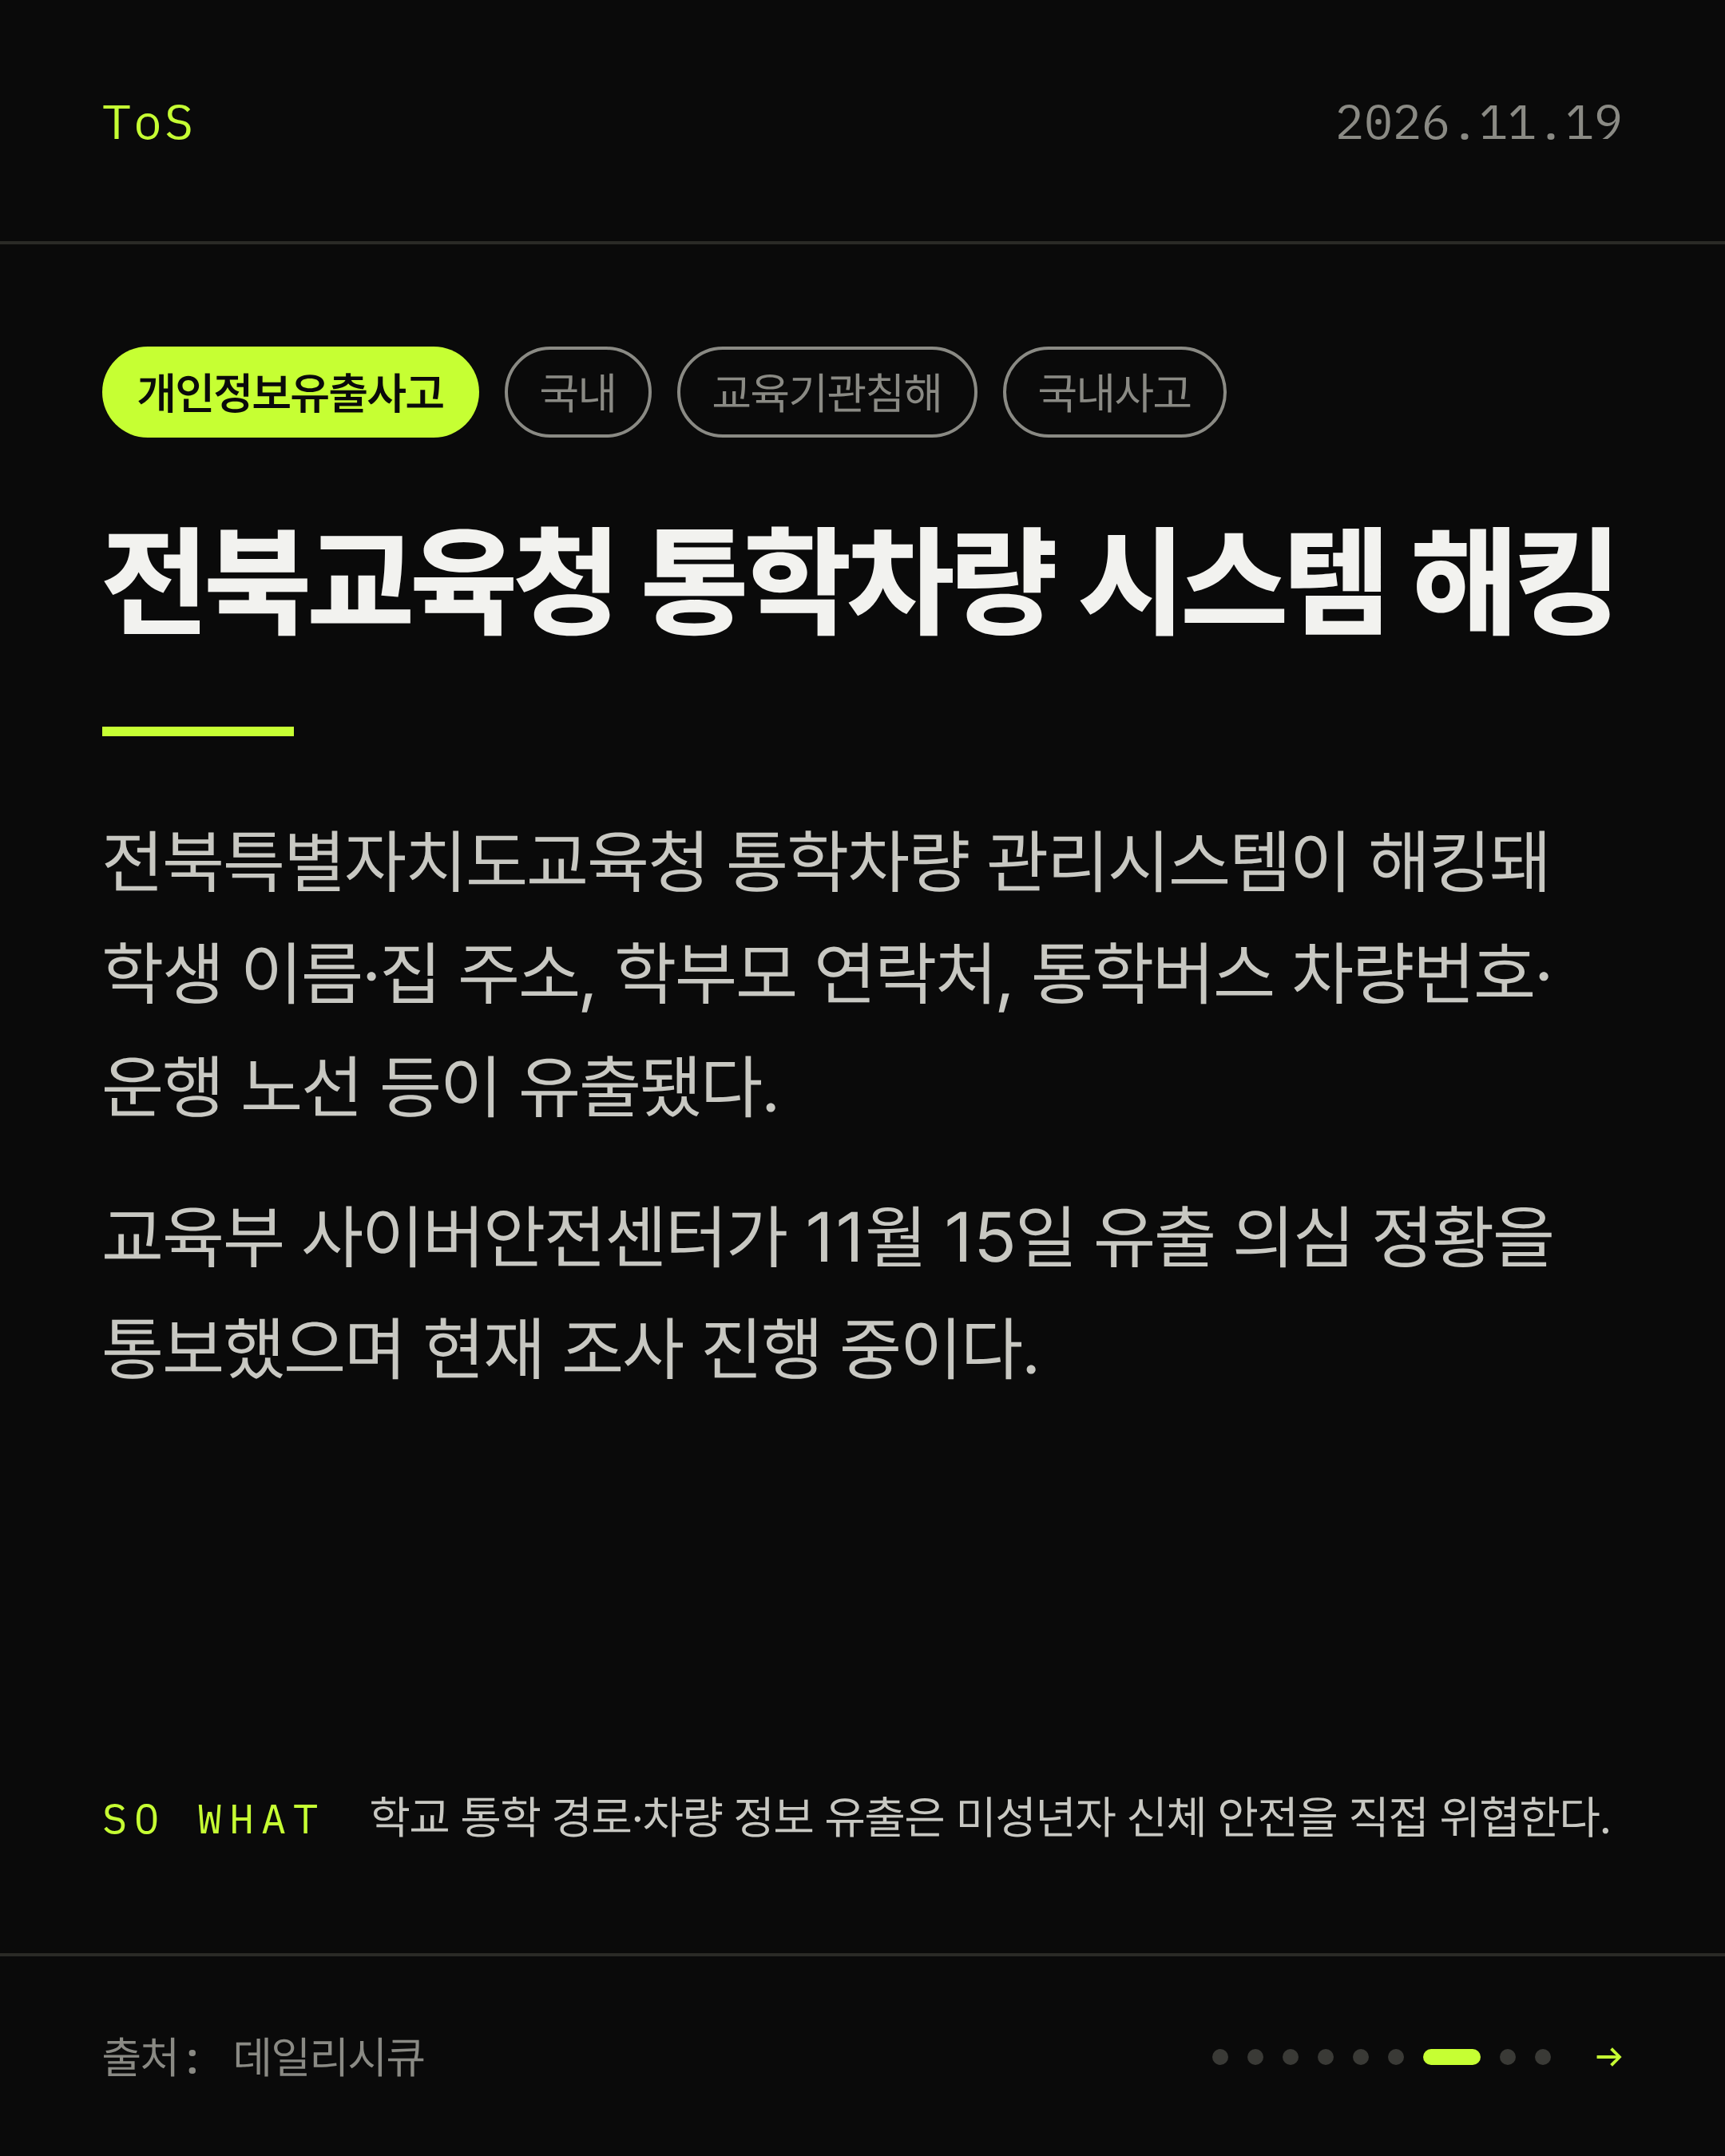 ToS
2026.11.19
개인정보유출사고 국내 교육기관침해 국내사고
전북교육청 통학차량 시스템 해킹
전북특별자치도교육청 통학차량 관리시스템이 해킹돼
학생 이름·집 주소, 학부모 연락처, 통학버스 차량번호·
운행 노선 등이 유출됐다.
교육부 사이버안전센터가 11월 15일 유출 의심 정황을
통보했으며 현재 조사 진행 중이다.
SO WHAT 학교 통학 경로·차량 정보 유출은 미성년자 신체 안전을 직접 위협한다.
출처: 데일리시큐
→